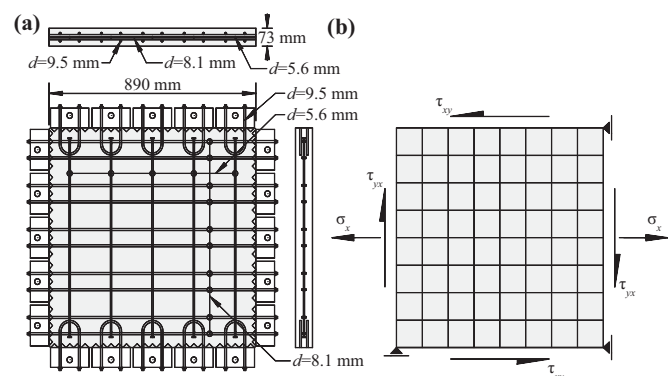 (a)
73 mm
d=9.5 mm
d=8.1 mm
d=5.6 mm
890 mm
d=9.5 mm
d=5.6 mm
d=8.1 mm
(b)
τxy
τyx
σx
σx
τyx